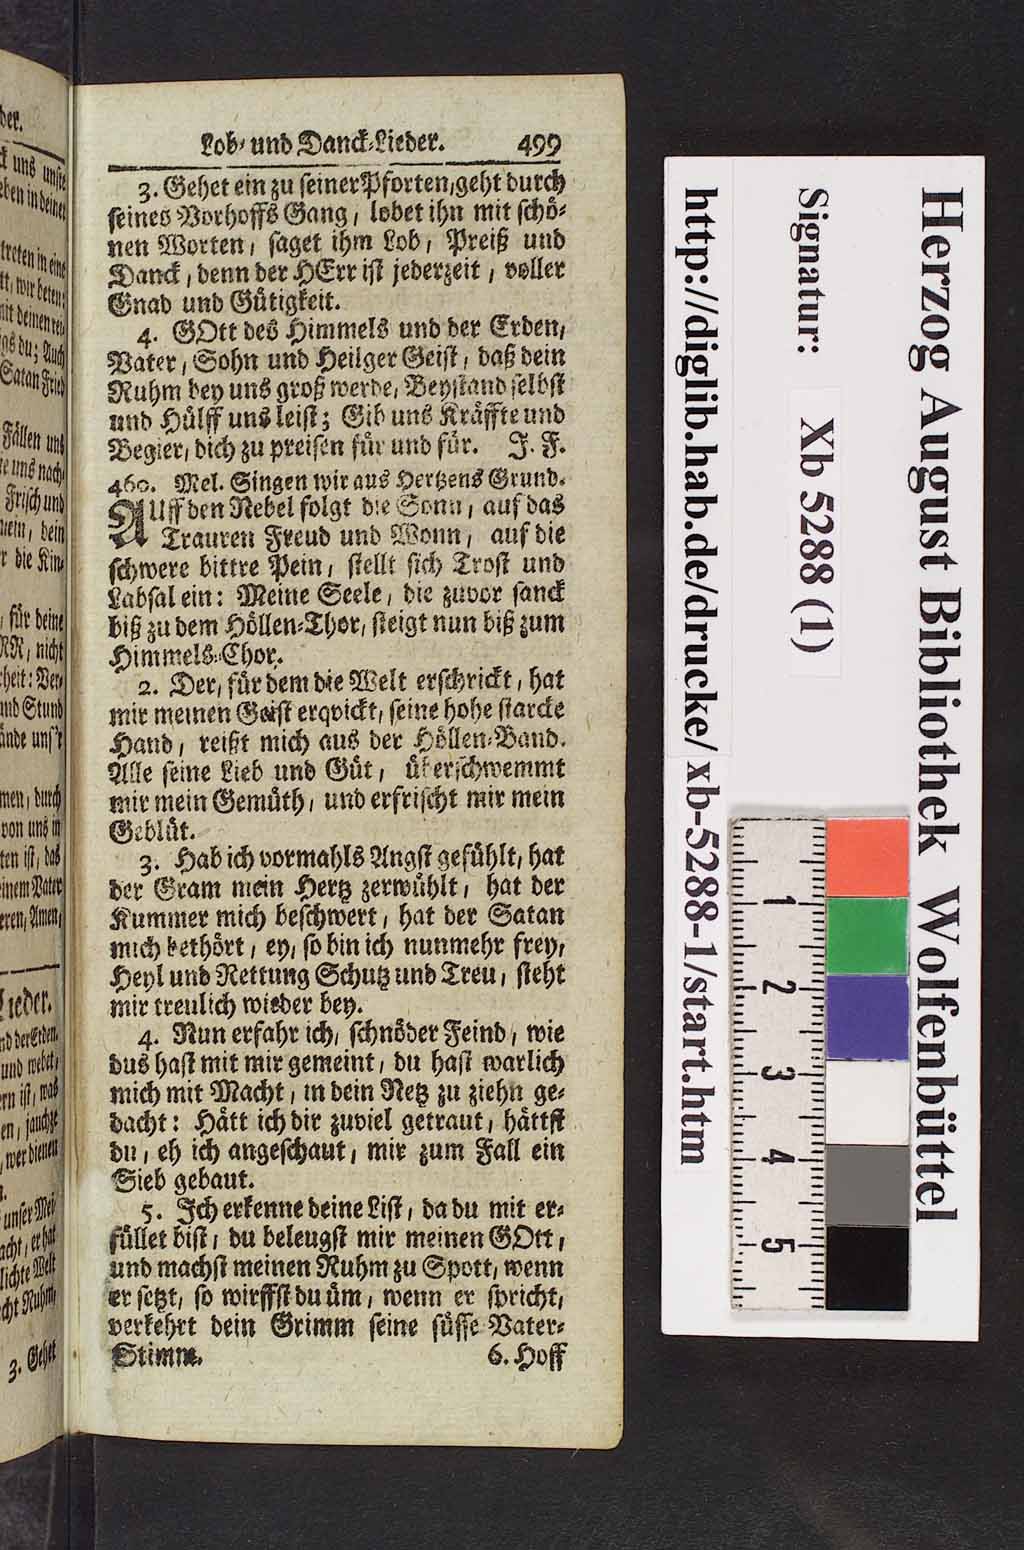 Lob- und Danck-Lieder. 499
3. Gehet ein zu seiner Pforten, geht durch
seines Vorhoffs Gang, lobet ihn mit schö-
nen Worten, saget ihm Lob, Preiß und
Danck, denn der HErr ist jederzeit, voller
Gnad und Gütigkeit.
4. GOtt des Himmels und der Erden,
Vater, Sohn und Heilger Geist, daß dein
Ruhm bey uns groß werde, Beystand selbst
und Hülff uns leist; Gib uns Kräffte und
Begier, dich zu preisen für und für. J. F.
460. Mel. Singen wir aus Hertzens Grund.
AUff den Nebel folgt die Sonn, auf das
Trauren Freud und Wonn, auf die
schwere bittre Pein, stellt sich Trost und
Labsal ein: Meine Seele, die zuvor sanck
biß zu dem Höllen-Thor, steigt nun biß zum
Himmels-Chor.
2. Der, für dem die Welt erschrickt, hat
mir meinen Geist erqvickt, seine hohe starcke
Hand, reißt mich aus der Höllen-Band.
Alle seine Lieb und Güt, überschwemmt
mir mein Gemüth, und erfrischt mir mein
Geblüt.
3. Hab ich vormahls Angst gefühlt, hat
der Gram mein Hertz zerwühlt, hat der
Kummer mich beschwert, hat der Satan
mich bethört, ey, so bin ich nunmehr frey,
Heyl und Rettung Schutz und Treu, steht
mir treulich wieder bey.
4. Nun erfahr ich, schnöder Feind, wie
dus hast mit mir gemeint, du hast warlich
mich mit Macht, in dein Netz zu ziehn ge-
dacht: Hätt ich dir zuviel getraut, hättst
du, eh ich angeschaut, mir zum Fall ein
Sieb gebaut.
5. Ich erkenne deine List, da du mit er-
füllet bist, du beleugst mir meinen GOtt,
und machst meinen Ruhm zu Spott, wenn
er setzt, so wirffst du üm, wenn er spricht,
verkehrt dein Grimm seine süsse Vater-
Stimm. 6. Hoff
Herzog August Bibliothek Wolfenbüttel
Signatur: Xb 5288 (1)
http://diglib.hab.de/drucke/xb-5288-1/start.htm
1
2
3
4
5